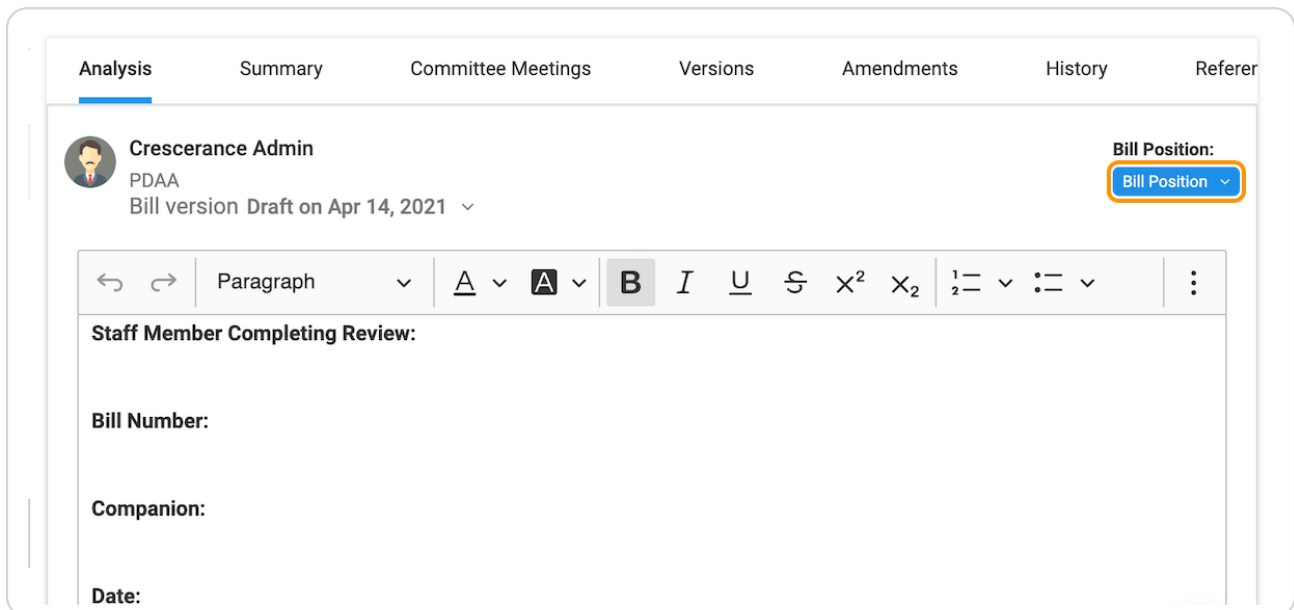 Analysis Summary Committee Meetings Versions Amendments History Referer
Crescerance Admin
PDAA
Bill version Draft on Apr 14, 2021
Bill Position:
Bill Position
Paragraph A A B I U S X² X₂
Staff Member Completing Review:
Bill Number:
Companion:
Date: